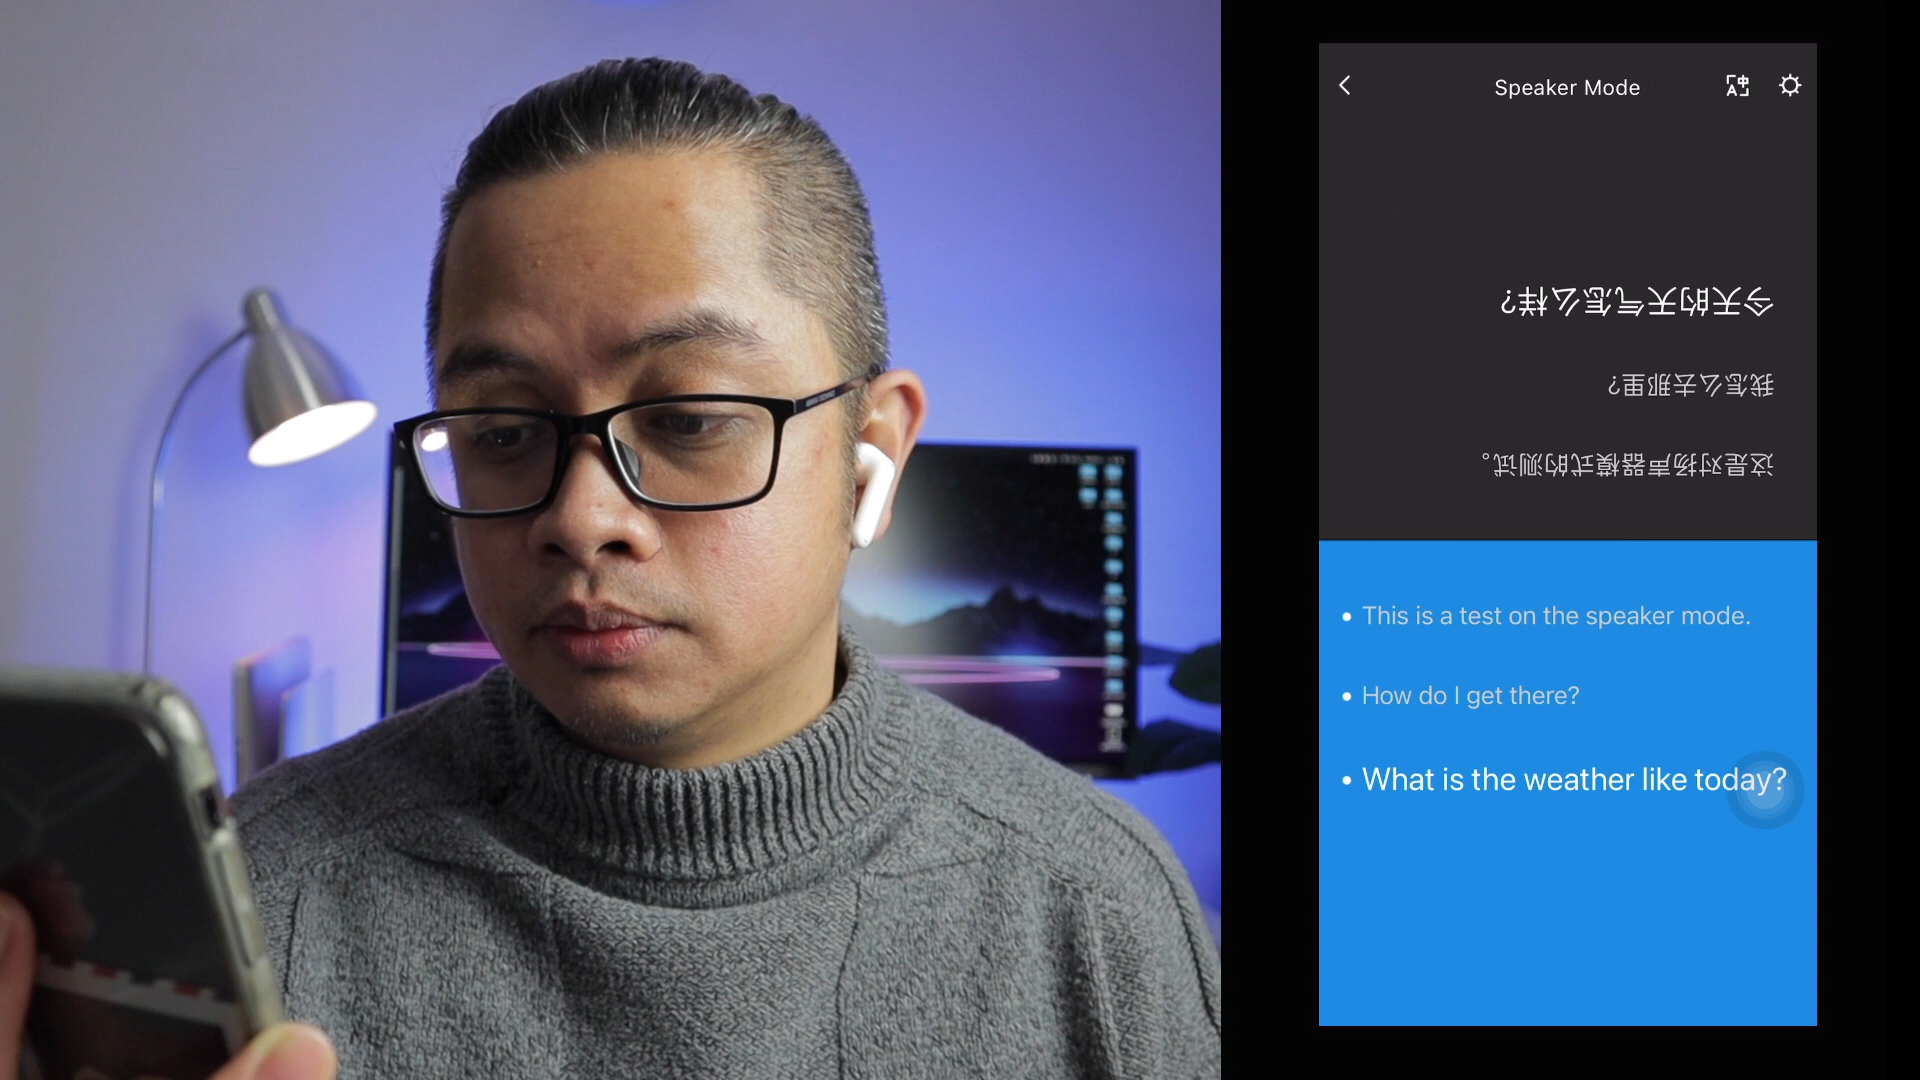 Speaker Mode
这是对扬声器模式的测试。
我怎么去那里?
今天的天气怎么样?
This is a test on the speaker mode.
How do I get there?
What is the weather like today?